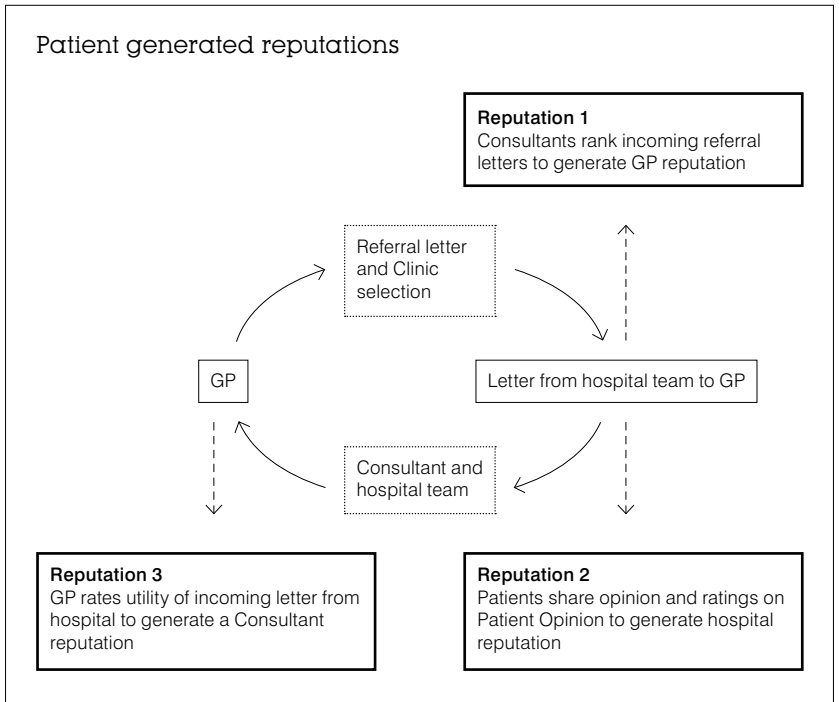 Patient generated reputations
Reputation 1
Consultants rank incoming referral
letters to generate GP reputation
Referral letter
and Clinic
selection
GP
Letter from hospital team to GP
Consultant and
hospital team
Reputation 3
GP rates utility of incoming letter from
hospital to generate a Consultant
reputation
Reputation 2
Patients share opinion and ratings on
Patient Opinion to generate hospital
reputation